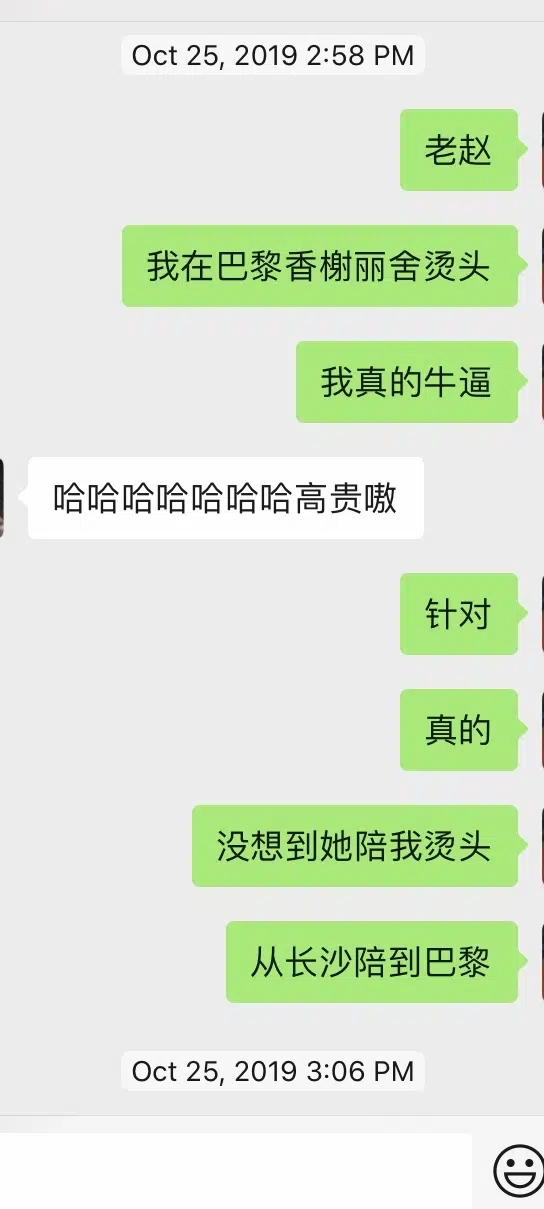 Oct 25, 2019 2:58 PM
老赵
我在巴黎香榭丽舍烫头
我真的牛逼
哈哈哈哈哈哈哈高贵嗷
针对
真的
没想到她陪我烫头
从长沙陪到巴黎
Oct 25, 2019 3:06 PM